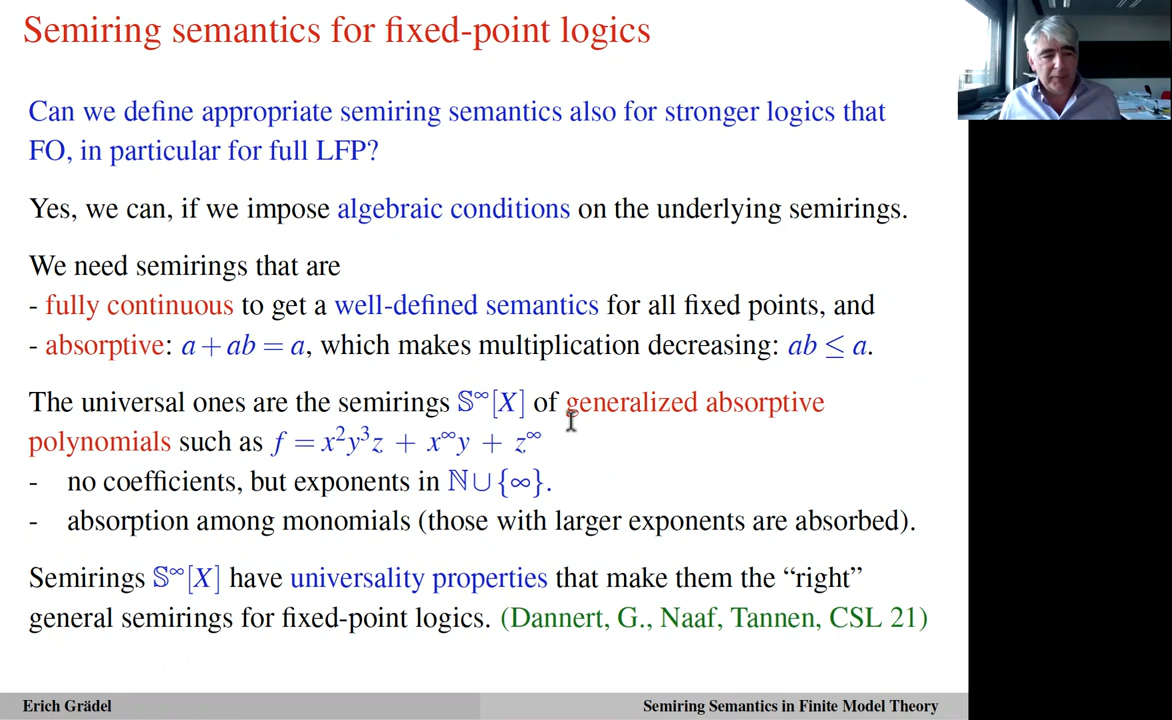 Semiring semantics for fixed-point logics
Can we define appropriate semiring semantics also for stronger logics that
FO, in particular for full LFP?
Yes, we can, if we impose algebraic conditions on the underlying semirings.
We need semirings that are
- fully continuous to get a well-defined semantics for all fixed points, and
- absorptive: a + ab = a, which makes multiplication decreasing: ab ≤ a.
The universal ones are the semirings 𝕊∞[X] of generalized absorptive
polynomials such as f = x²y³z + x∞y + z∞
- no coefficients, but exponents in ℕ∪{∞}.
- absorption among monomials (those with larger exponents are absorbed).
Semirings 𝕊∞[X] have universality properties that make them the “right”
general semirings for fixed-point logics. (Dannert, G., Naaf, Tannen, CSL 21)
Erich Grädel
Semiring Semantics in Finite Model Theory